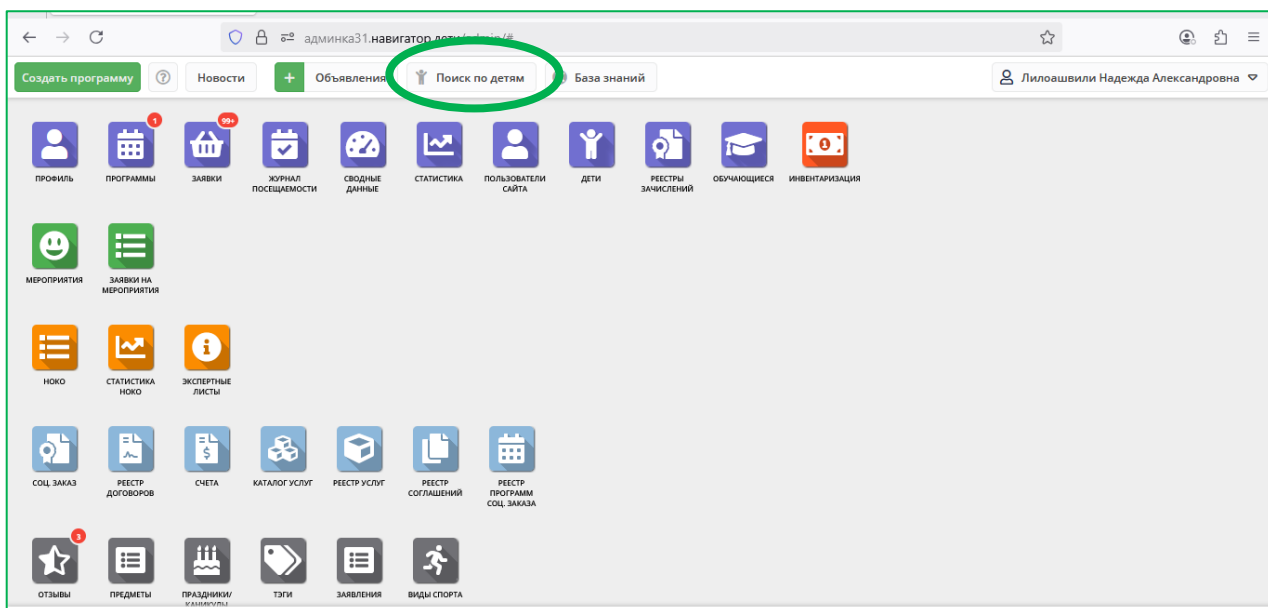 админка31.навигатор.дети/admin/#
Создать программу ? Новости + Объявления Поиск по детям База знаний Лилоашвили Надежда Александровна
1 99+
ПРОФИЛЬ ПРОГРАММЫ ЗАЯВКИ ЖУРНАЛ СВОДНЫЕ СТАТИСТИКА ПОЛЬЗОВАТЕЛИ ДЕТИ РЕЕСТРЫ ОБУЧАЮЩИЕСЯ ИНВЕНТАРИЗАЦИЯ
ПОСЕЩАЕМОСТИ ДАННЫЕ САЙТА ЗАЧИСЛЕНИЙ
МЕРОПРИЯТИЯ ЗАЯВКИ НА
МЕРОПРИЯТИЯ
НОКО СТАТИСТИКА ЭКСПЕРТНЫЕ
НОКО ЛИСТЫ
СОЦ. ЗАКАЗ РЕЕСТР СЧЕТА КАТАЛОГ УСЛУГ РЕЕСТР УСЛУГ РЕЕСТР РЕЕСТР
ДОГОВОРОВ СОГЛАШЕНИЙ ПРОГРАММ
СОЦ. ЗАКАЗА
3
ОТЗЫВЫ ПРЕДМЕТЫ ПРАЗДНИКИ/ ТЭГИ ЗАЯВЛЕНИЯ ВИДЫ СПОРТА
КАНИКУЛЫ